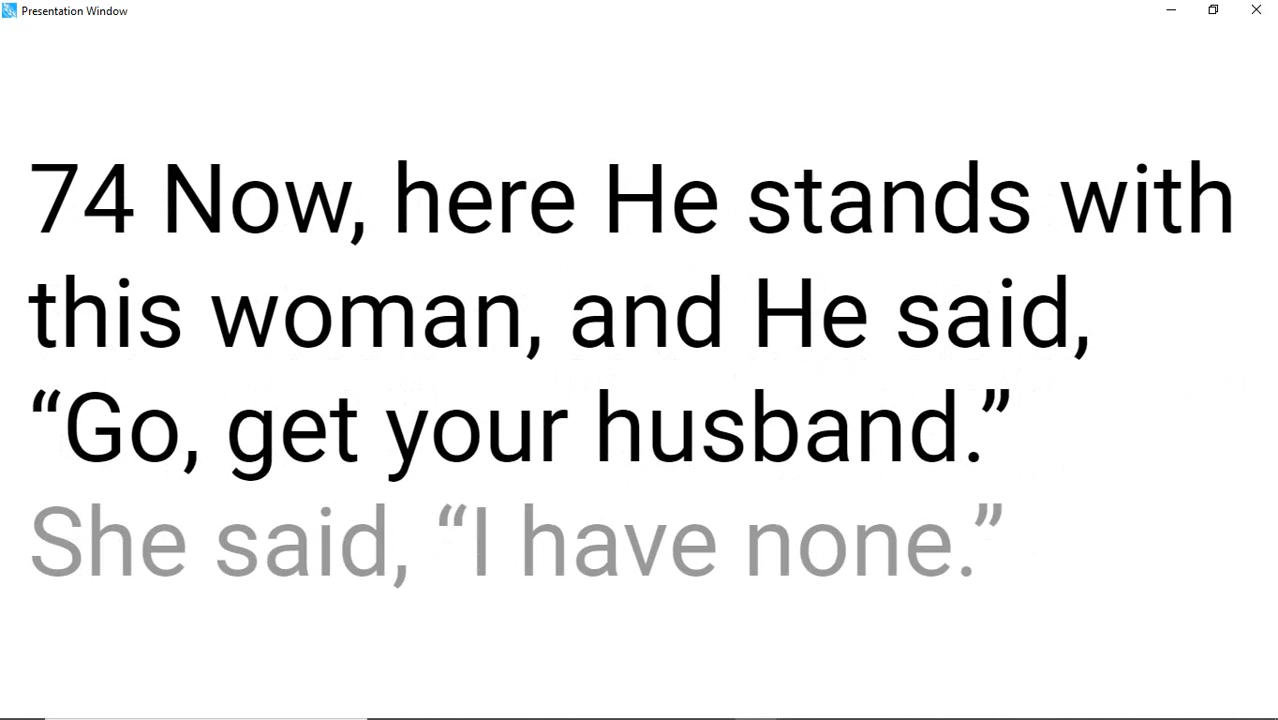 Presentation Window
74 Now, here He stands with
this woman, and He said,
“Go, get your husband.”
She said, “I have none.”